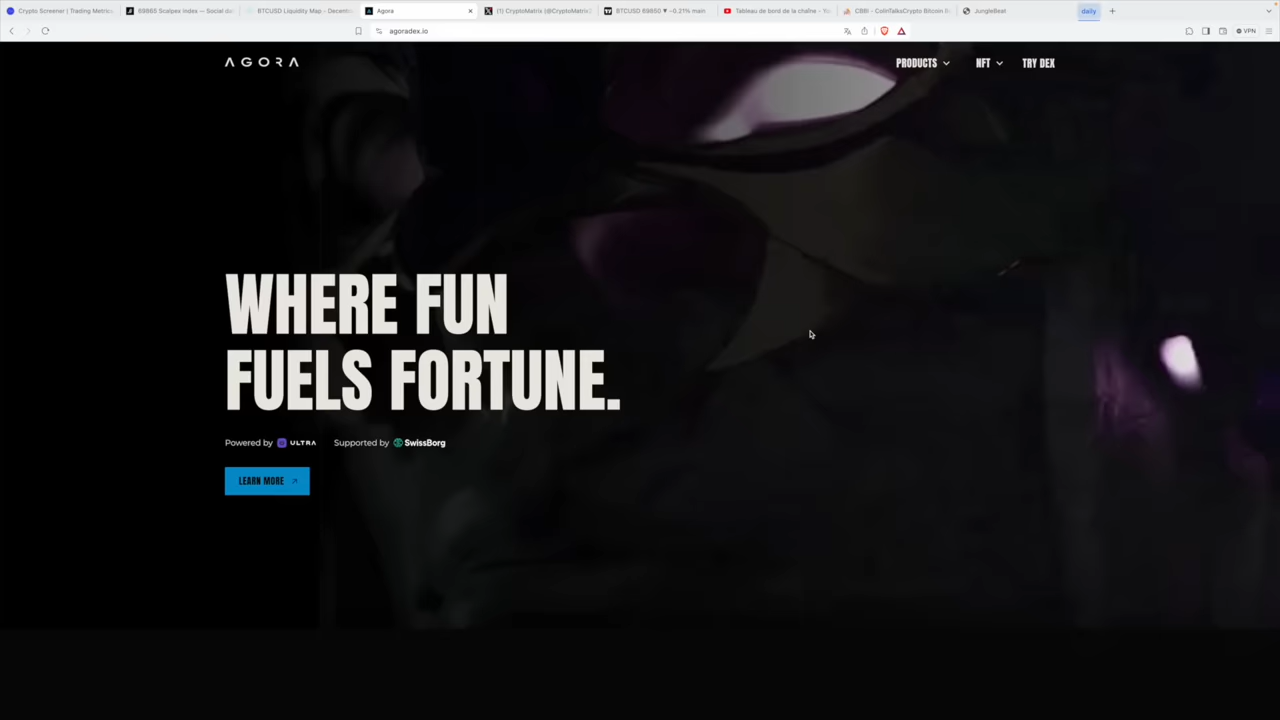 Crypto Screener | Trading Metrics
69865 Scalpex Index — Social da
BTCUSD Liquidity Map - Decentr
Agora
(1) CryptoMatrix (@CryptoMatrix
BTCUSD 69850 ▼ −0.21% main
Tableau de bord de la chaîne - Yo
CBBI - ColinTalksCrypto Bitcoin
JungleBeat
daily
agoradex.io
VPN
AGORA
PRODUCTS
NFT
TRY DEX
WHERE FUN
FUELS FORTUNE.
Powered by ULTRA
Supported by SwissBorg
LEARN MORE